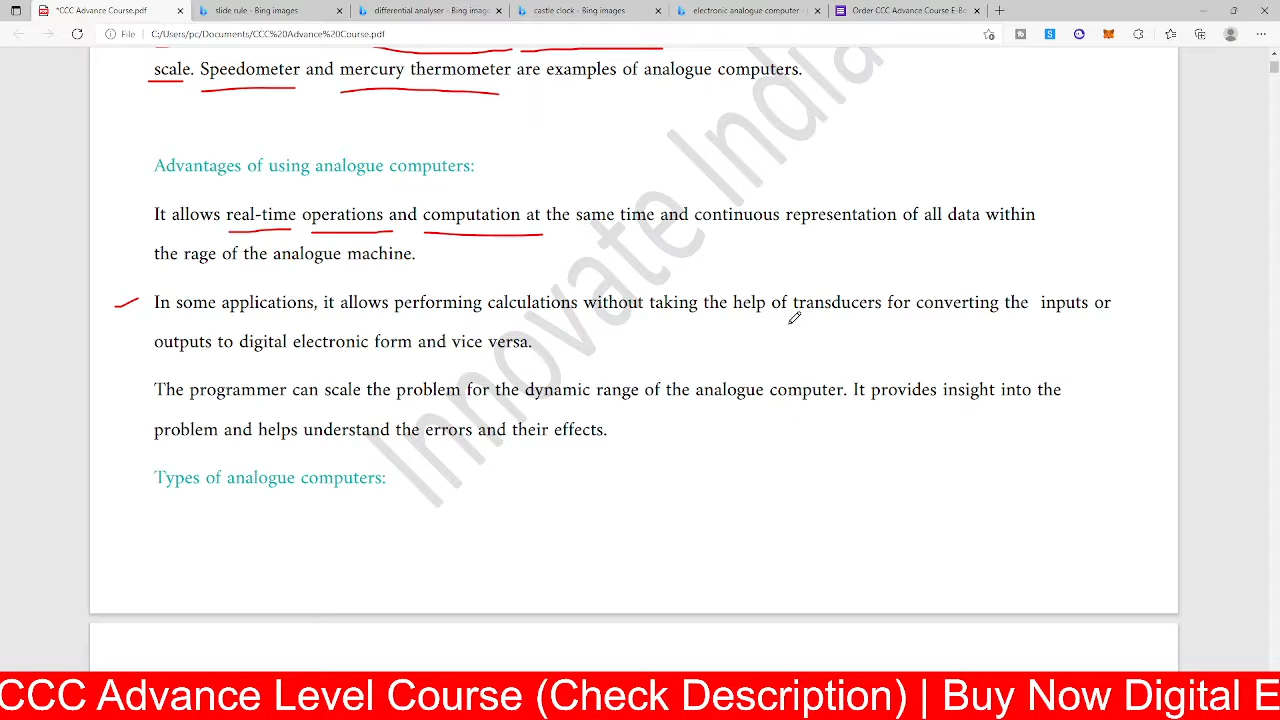 *CCC Advance Course.pdf
slide rule - Bing images
differential analyser - Bing imag
castle clock - Bing images
electronic analogue computer -
Order CCC Advance Course E-Bo
File
C:/Users/pc/Documents/CCC%20Advance%20Course.pdf
scale. Speedometer and mercury thermometer are examples of analogue computers.
Advantages of using analogue computers:
It allows real-time operations and computation at the same time and continuous representation of all data within
the rage of the analogue machine.
In some applications, it allows performing calculations without taking the help of transducers for converting the inputs or
outputs to digital electronic form and vice versa.
The programmer can scale the problem for the dynamic range of the analogue computer. It provides insight into the
problem and helps understand the errors and their effects.
Types of analogue computers:
Innovate India
CCC Advance Level Course (Check Description) | Buy Now Digital E